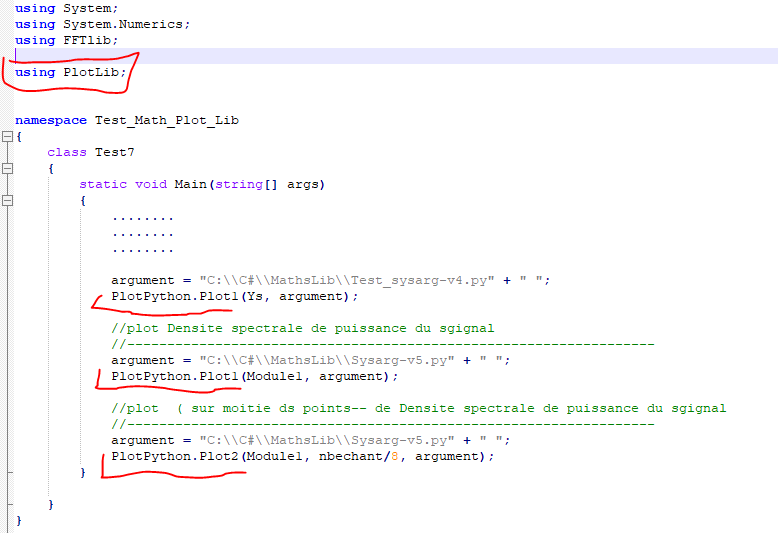 using System;
using System.Numerics;
using FFTlib;
using PlotLib;
namespace Test_Math_Plot_Lib
{
class Test7
{
static void Main(string[] args)
{
........
........
........
argument = "C:\\C#\\MathsLib\\Test_sysarg-v4.py" + " ";
PlotPython.Plot1(Ys, argument);
//plot Densite spectrale de puissance du sgignal
//------------------------------------------------------------------
argument = "C:\\C#\\MathsLib\\Sysarg-v5.py" + " ";
PlotPython.Plot1(Module1, argument);
//plot  ( sur moitie ds points-- de Densite spectrale de puissance du sgignal
//------------------------------------------------------------------
argument = "C:\\C#\\MathsLib\\Sysarg-v5.py" + " ";
PlotPython.Plot2(Module1, nbechant/8, argument);
}
}
}